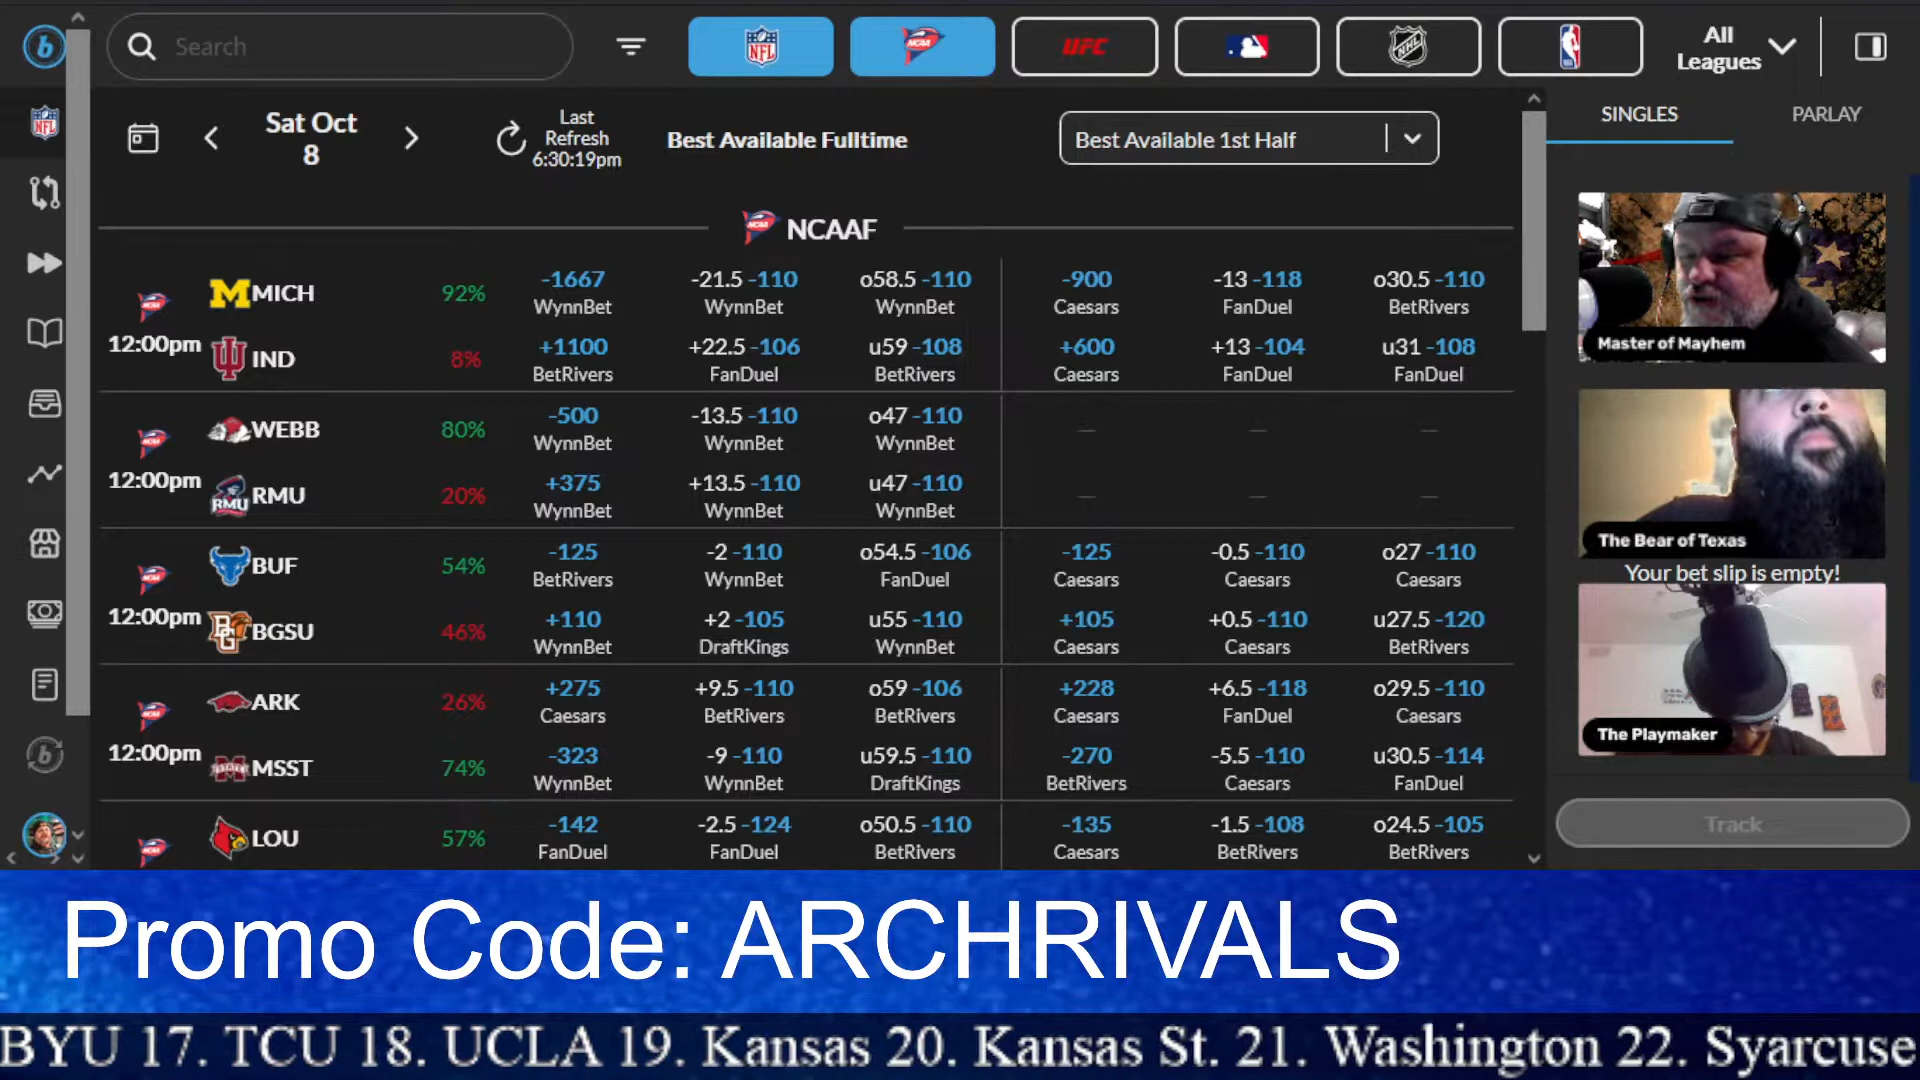 Search
NFL
NCAA
UFC
NHL
All
Leagues
Sat Oct
8
Last
Refresh
6:30:19pm
Best Available Fulltime
Best Available 1st Half
SINGLES
PARLAY
NCAAF
12:00pm
MICH 92% -1667 -21.5 -110 o58.5 -110 -900 -13 -118 o30.5 -110
WynnBet WynnBet WynnBet Caesars FanDuel BetRivers
IND 8% +1100 +22.5 -106 u59 -108 +600 +13 -104 u31 -108
BetRivers FanDuel BetRivers Caesars FanDuel FanDuel
12:00pm
WEBB 80% -500 -13.5 -110 o47 -110 — — —
WynnBet WynnBet WynnBet
RMU 20% +375 +13.5 -110 u47 -110 — — —
WynnBet WynnBet WynnBet
12:00pm
BUF 54% -125 -2 -110 o54.5 -106 -125 -0.5 -110 o27 -110
BetRivers WynnBet FanDuel Caesars Caesars Caesars
BGSU 46% +110 +2 -105 u55 -110 +105 +0.5 -110 u27.5 -120
WynnBet DraftKings WynnBet Caesars Caesars BetRivers
12:00pm
ARK 26% +275 +9.5 -110 o59 -106 +228 +6.5 -118 o29.5 -110
Caesars BetRivers BetRivers Caesars FanDuel Caesars
MSST 74% -323 -9 -110 u59.5 -110 -270 -5.5 -110 u30.5 -114
WynnBet WynnBet DraftKings BetRivers Caesars FanDuel
LOU 57% -142 -2.5 -124 o50.5 -110 -135 -1.5 -108 o24.5 -105
FanDuel FanDuel BetRivers Caesars BetRivers BetRivers
Master of Mayhem
The Bear of Texas
Your bet slip is empty!
The Playmaker
Track
Promo Code: ARCHRIVALS
BYU 17. TCU 18. UCLA 19. Kansas 20. Kansas St. 21. Washington 22. Syarcuse